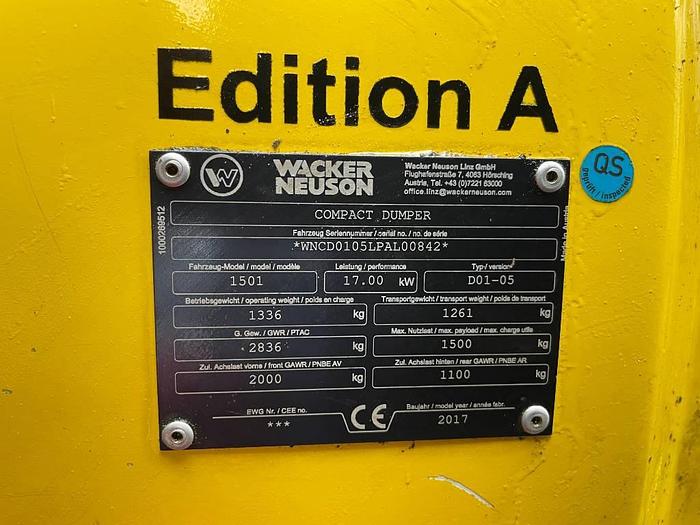 Edition A
WACKER
NEUSON
Wacker Neuson Linz GmbH
Flughafenstraße 7, 4063 Hörsching
Austria, Tel. +43 (0)7221 63000
office.linz@wackerneuson.com
QS
geprüft / inspected
1000269512
Made in Austria
COMPACT DUMPER
Fahrzeug Seriennummer / serial no. / no. de série
*WNCD0105LPAL00842*
Fahrzeug-Model / model / modèle
Leistung / performance
Typ / version
1501
17.00 kW
D01-05
Betriebsgewicht / operating weight / poids en charge
Transportgewicht / transport weight / poids de transport
1336 kg
1261 kg
G. Gew. / GWR / PTAC
Max. Nutzlast / max. payload / max. charge utile
2836 kg
1500 kg
Zul. Achslast vorne / front GAWR / PNBE AV
Zul. Achslast hinten / rear GAWR / PNBE AR
2000 kg
1100 kg
EWG Nr. / CEE no.
***
CE
Baujahr / model year / année fabr.
2017